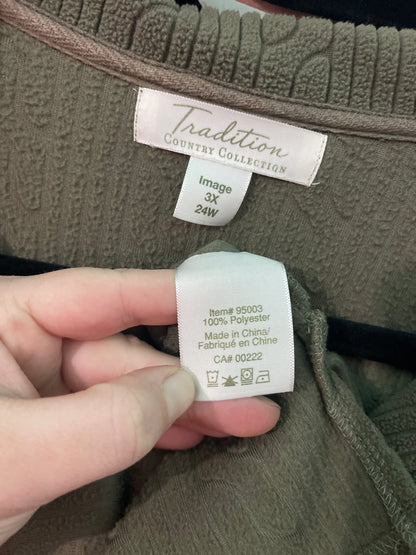 Tradition
COUNTRY COLLECTION
Image
3X
24W
Item# 95003
100% Polyester
Made in China/
Fabriqué en Chine
CA# 00222